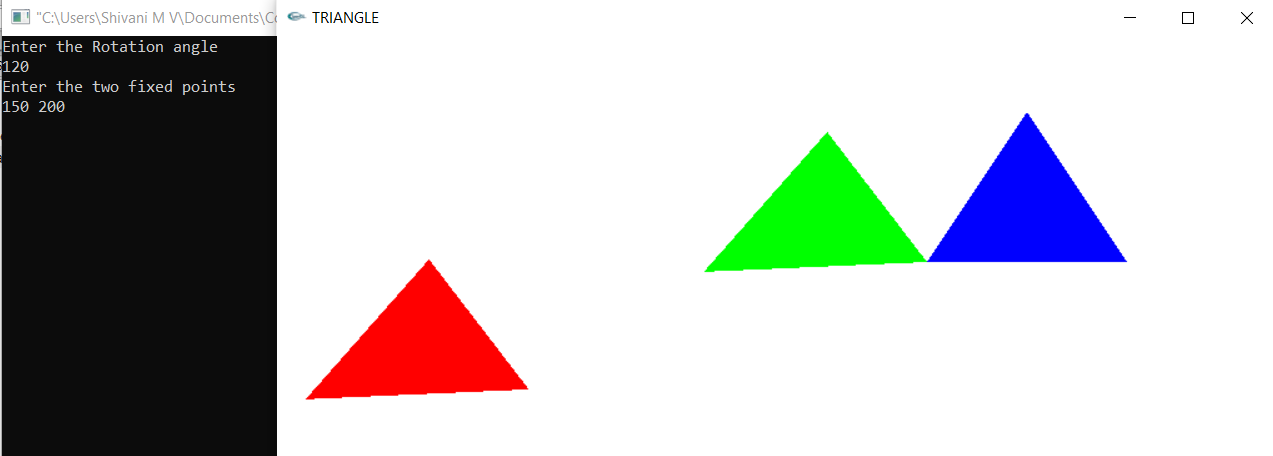 "C:\Users\Shivani M V\Documents\Co
TRIANGLE
Enter the Rotation angle
120
Enter the two fixed points
150 200